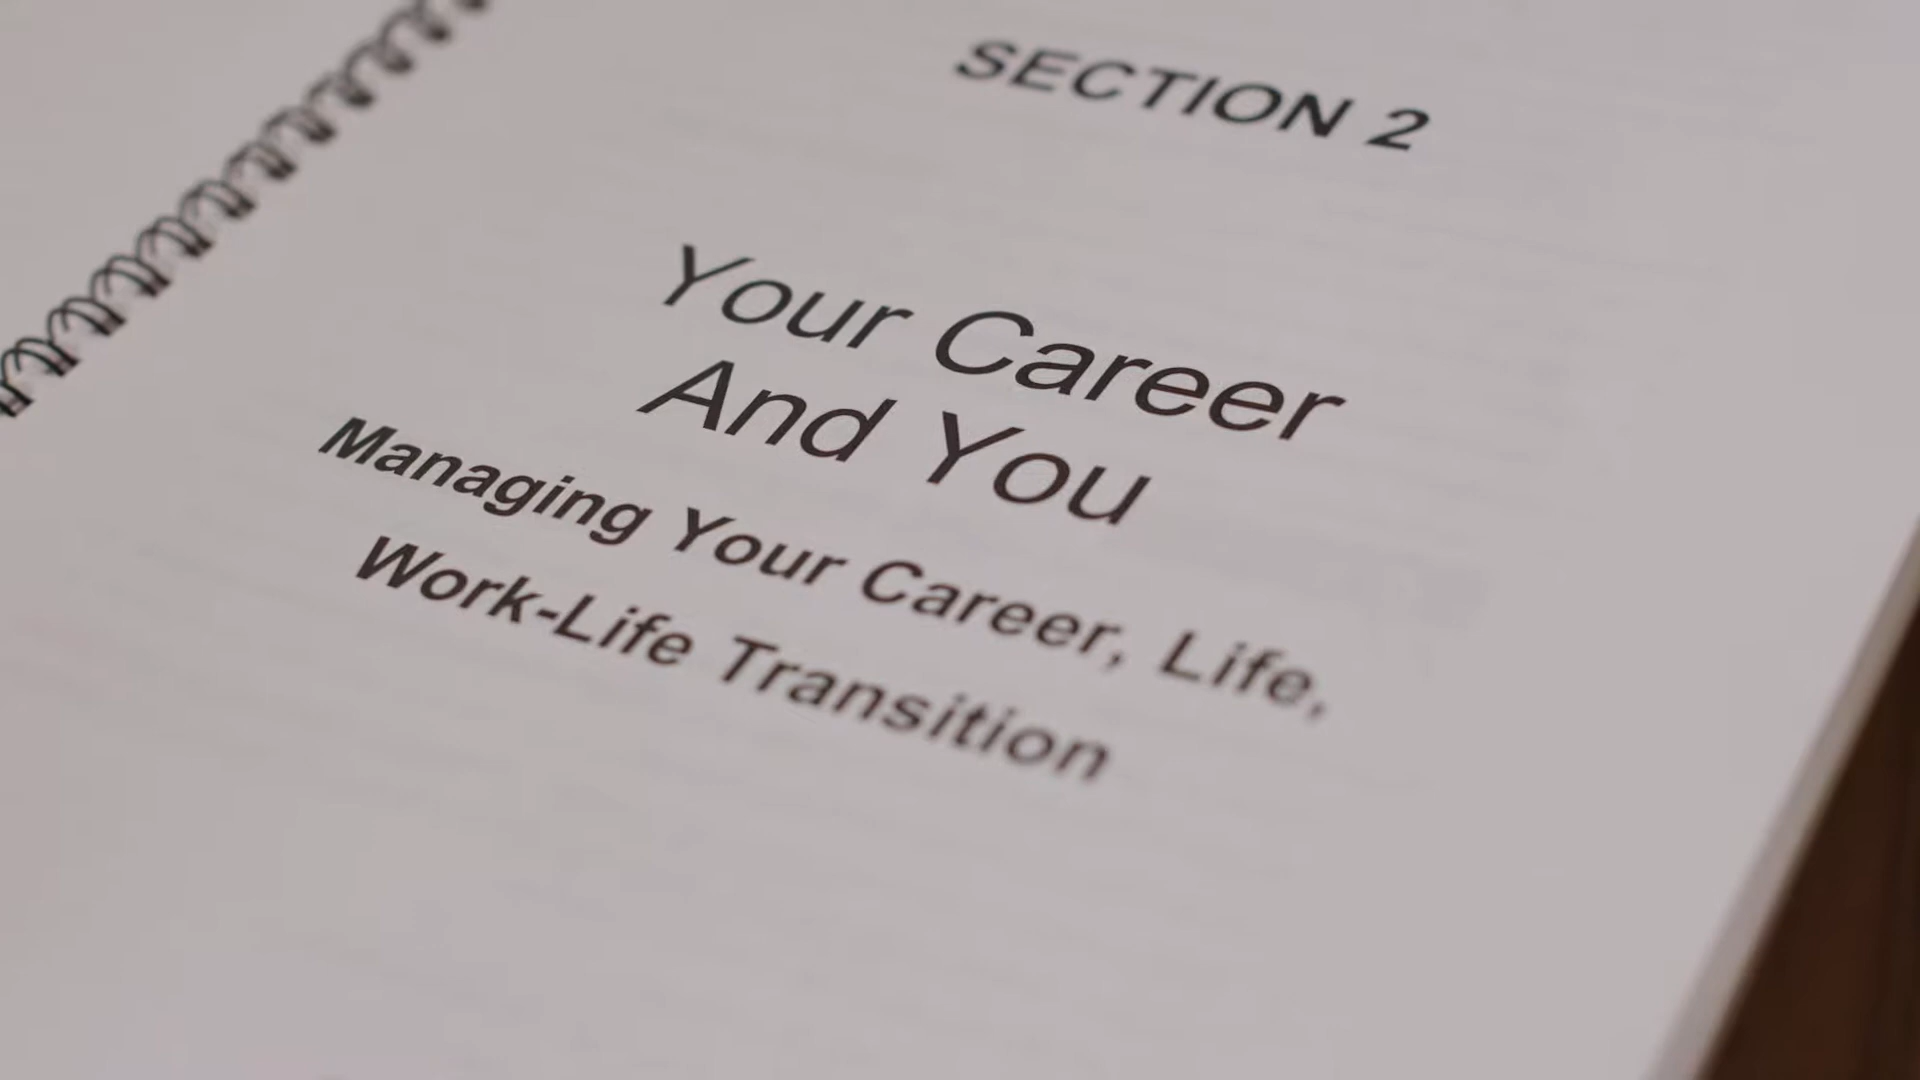 SECTION 2
Your Career
And You
Managing Your Career, Life,
Work-Life Transition